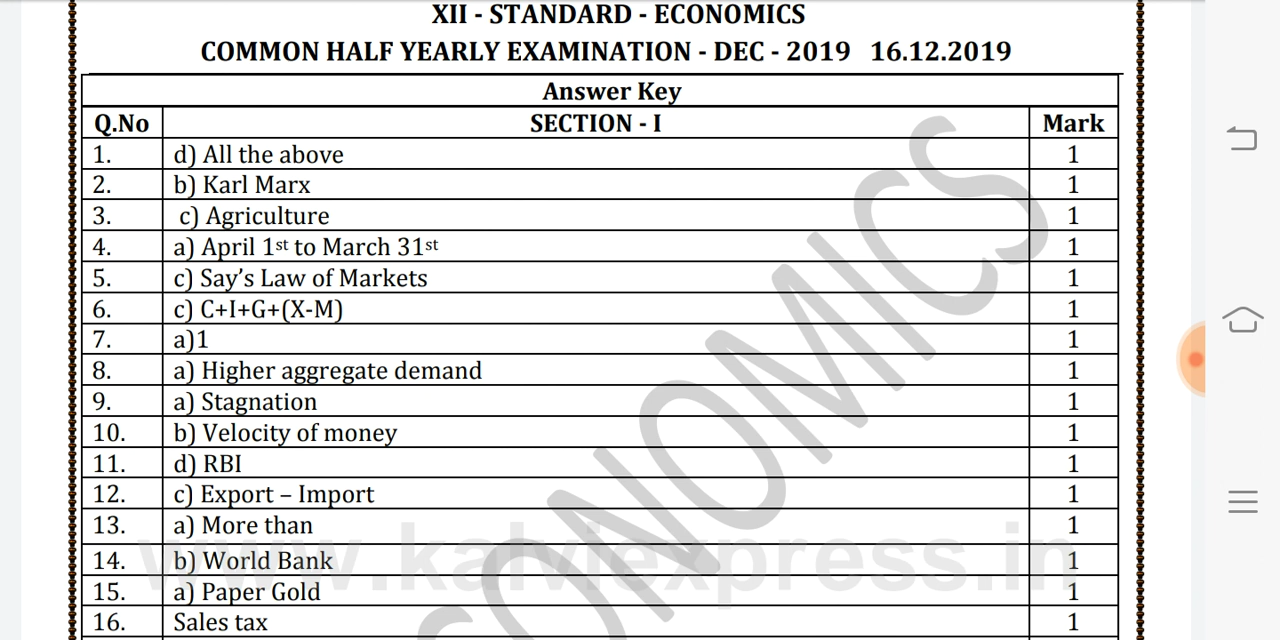 XII - STANDARD - ECONOMICS
COMMON HALF YEARLY EXAMINATION - DEC - 2019 16.12.2019
Answer Key
Q.No SECTION - I Mark
1. d) All the above 1
2. b) Karl Marx 1
3. c) Agriculture 1
4. a) April 1st to March 31st 1
5. c) Say's Law of Markets 1
6. c) C+I+G+(X-M) 1
7. a)1 1
8. a) Higher aggregate demand 1
9. a) Stagnation 1
10. b) Velocity of money 1
11. d) RBI 1
12. c) Export – Import 1
13. a) More than 1
14. b) World Bank 1
15. a) Paper Gold 1
16. Sales tax 1
www.kalviexpress.in
CONOMICS